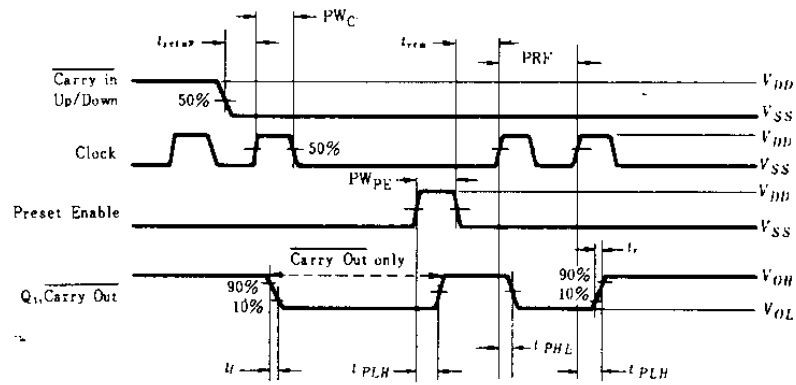 PW_C
t_setup
t_rem
PRF
Carry in
Up/Down
50%
V_DD
V_SS
Clock
50%
V_DD
V_SS
PW_PE
Preset Enable
V_DD
V_SS
Carry Out only
t_r
Q_1, Carry Out
90%
10%
90%
10%
V_OH
V_OL
t_f
t_PLH
t_PHL
t_PLH